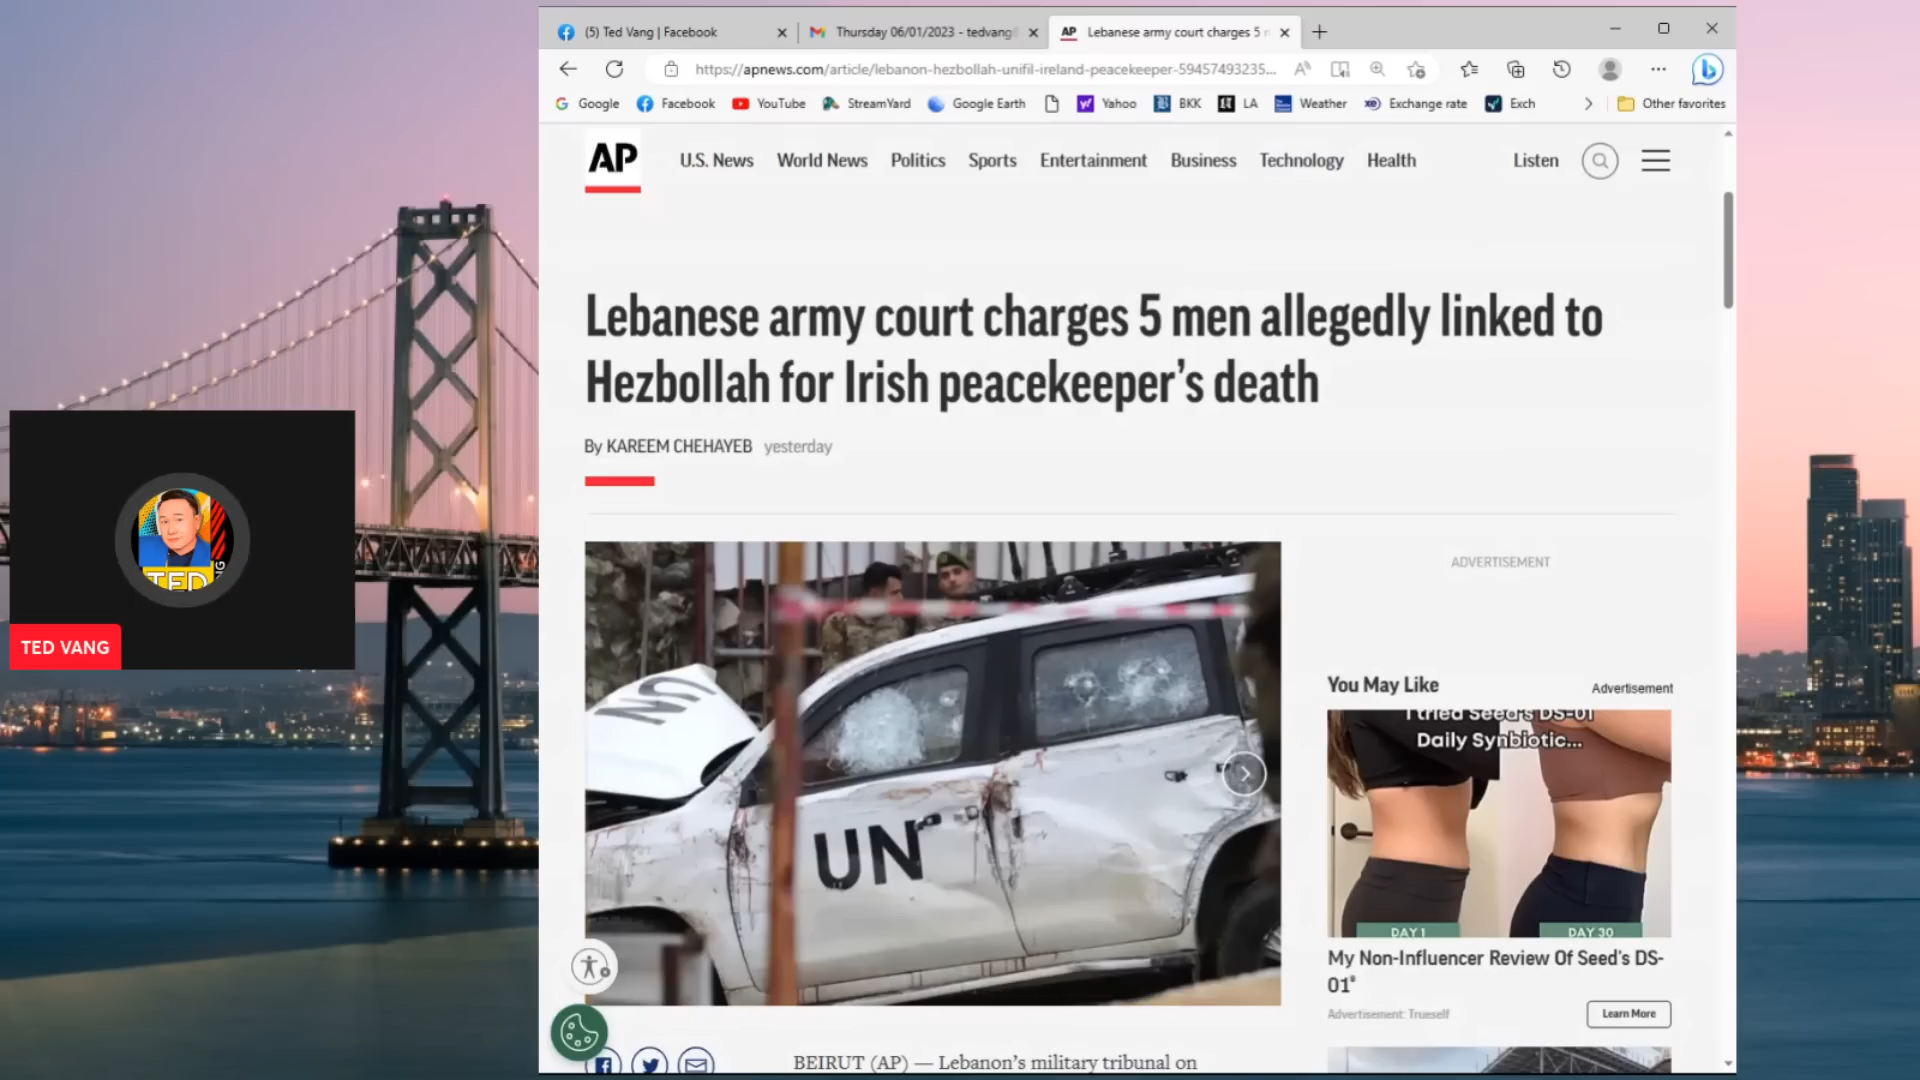 (5) Ted Vang | Facebook
Thursday 06/01/2023 - tedvang
Lebanese army court charges 5
https://apnews.com/article/lebanon-hezbollah-unifil-ireland-peacekeeper-59457493235...
Google Facebook YouTube StreamYard Google Earth Yahoo BKK LA Weather Exchange rate Exch Other favorites
AP U.S. News World News Politics Sports Entertainment Business Technology Health Listen
Lebanese army court charges 5 men allegedly linked to
Hezbollah for Irish peacekeeper's death
By KAREEM CHEHAYEB yesterday
TED
TED VANG
UN
UN
ADVERTISEMENT
You May Like Advertisement
I tried Seed's DS-01
Daily Synbiotic...
DAY 1 DAY 30
My Non-Influencer Review Of Seed's DS-
01®
Advertisement: Trueself Learn More
BEIRUT (AP) — Lebanon's military tribunal on